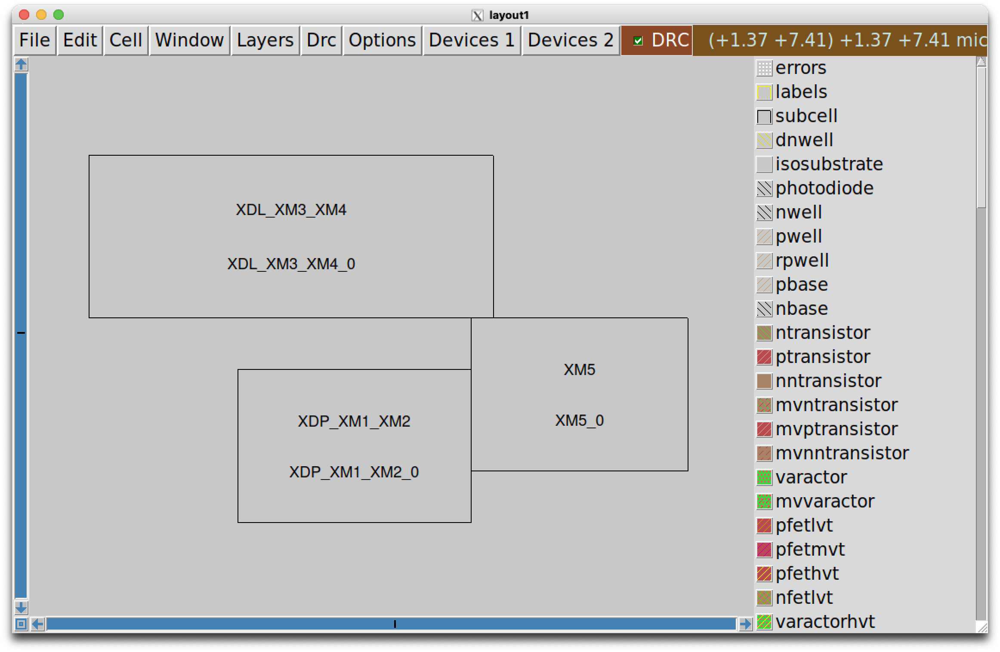 layout1
File Edit Cell Window Layers Drc Options Devices 1 Devices 2 DRC (+1.37 +7.41) +1.37 +7.41 mic
XDL_XM3_XM4
XDL_XM3_XM4_0
XM5
XM5_0
XDP_XM1_XM2
XDP_XM1_XM2_0
errors
labels
subcell
dnwell
isosubstrate
photodiode
nwell
pwell
rpwell
pbase
nbase
ntransistor
ptransistor
nntransistor
mvntransistor
mvptransistor
mvnntransistor
varactor
mvvaractor
pfetlvt
pfetmvt
pfethvt
nfetlvt
varactorhvt